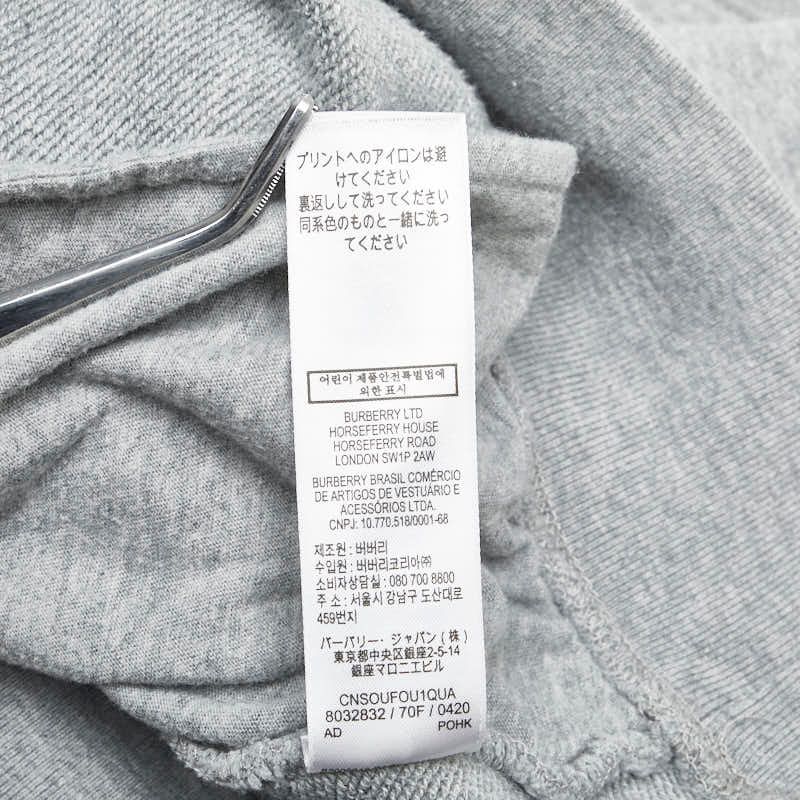 プリントへのアイロンは避
けてください
裏返しして洗ってください
同系色のものと一緒に洗っ
てください
어린이 제품안전특별법에
의한 표시
BURBERRY LTD
HORSEFERRY HOUSE
HORSEFERRY ROAD
LONDON SW1P 2AW
BURBERRY BRASIL COMÉRCIO
DE ARTIGOS DE VESTUÁRIO E
ACESSÓRIOS LTDA.
CNPJ: 10.770.518/0001-68
제조원 : 버버리
수입원 : 버버리코리아㈜
소비자상담실 : 080 700 8800
주 소 : 서울시 강남구 도산대로
459번지
バーバリー・ジャパン ( 株 )
東京都中央区銀座2-5-14
銀座マロニエビル
CNSOUFOU1QUA
8032832 / 70F / 0420
AD POHK